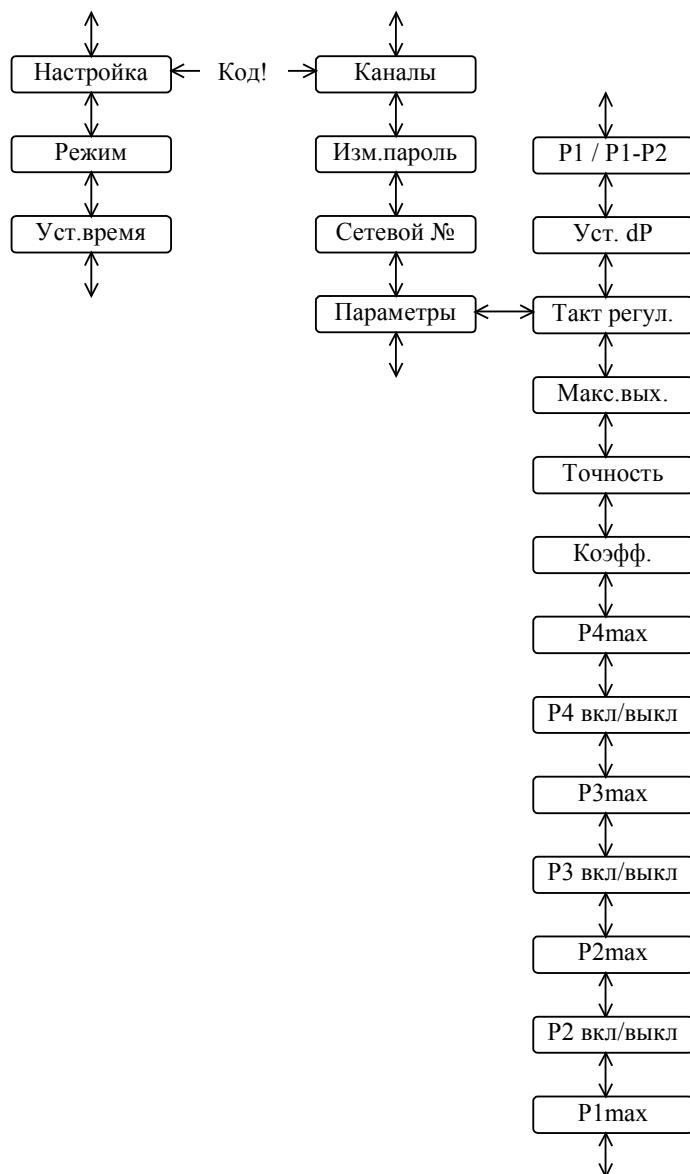 Настройка
Код!
Каналы
Режим
Изм.пароль
P1 / P1-P2
Уст.время
Сетевой №
Уст. dP
Параметры
Такт регул.
Макс.вых.
Точность
Коэфф.
P4max
P4 вкл/выкл
P3max
P3 вкл/выкл
P2max
P2 вкл/выкл
P1max